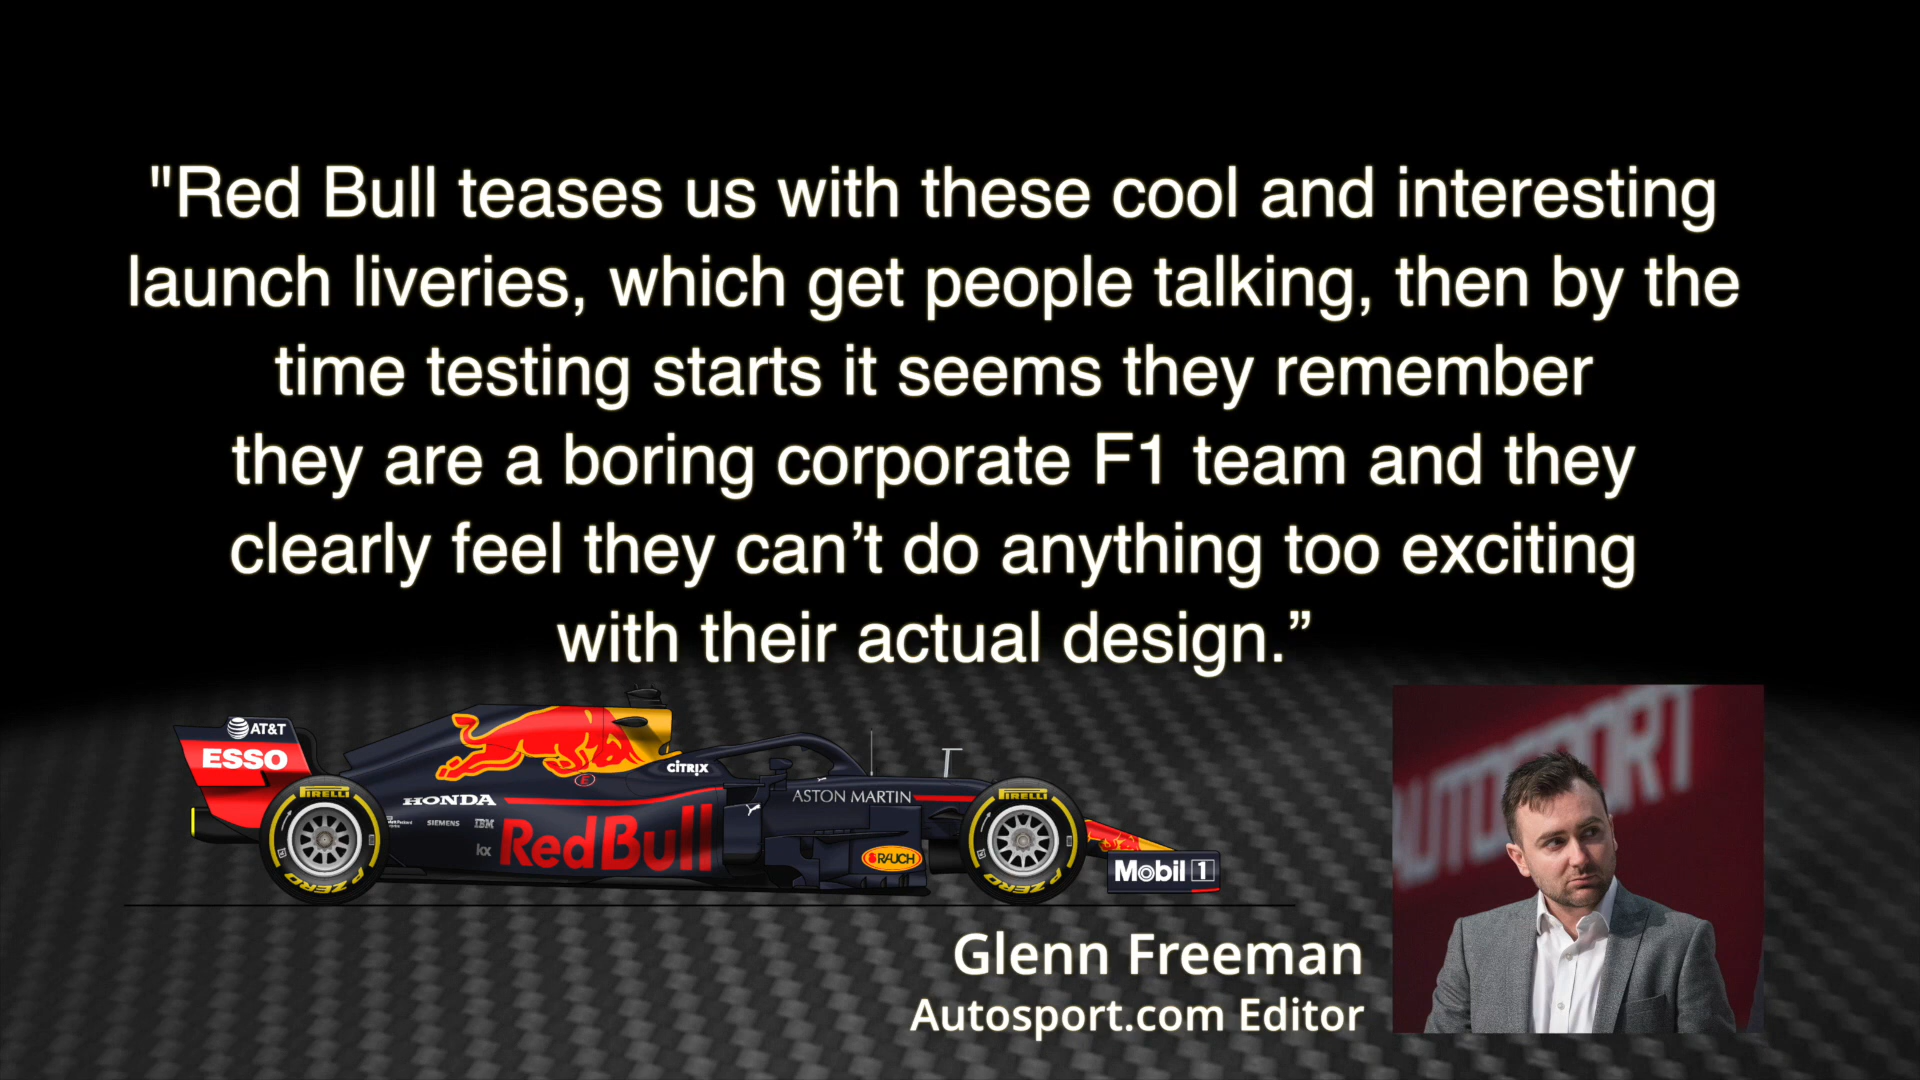 "Red Bull teases us with these cool and interesting
launch liveries, which get people talking, then by the
time testing starts it seems they remember
they are a boring corporate F1 team and they
clearly feel they can’t do anything too exciting
with their actual design.”
AT&T
ESSO
CITRIX
HONDA
ASTON MARTIN
SIEMENS
IBM
kx
Red Bull
RAUCH
Mobil 1
PIRELLI
P ZERO
PIRELLI
P ZERO
AUTOSPORT
Glenn Freeman
Autosport.com Editor